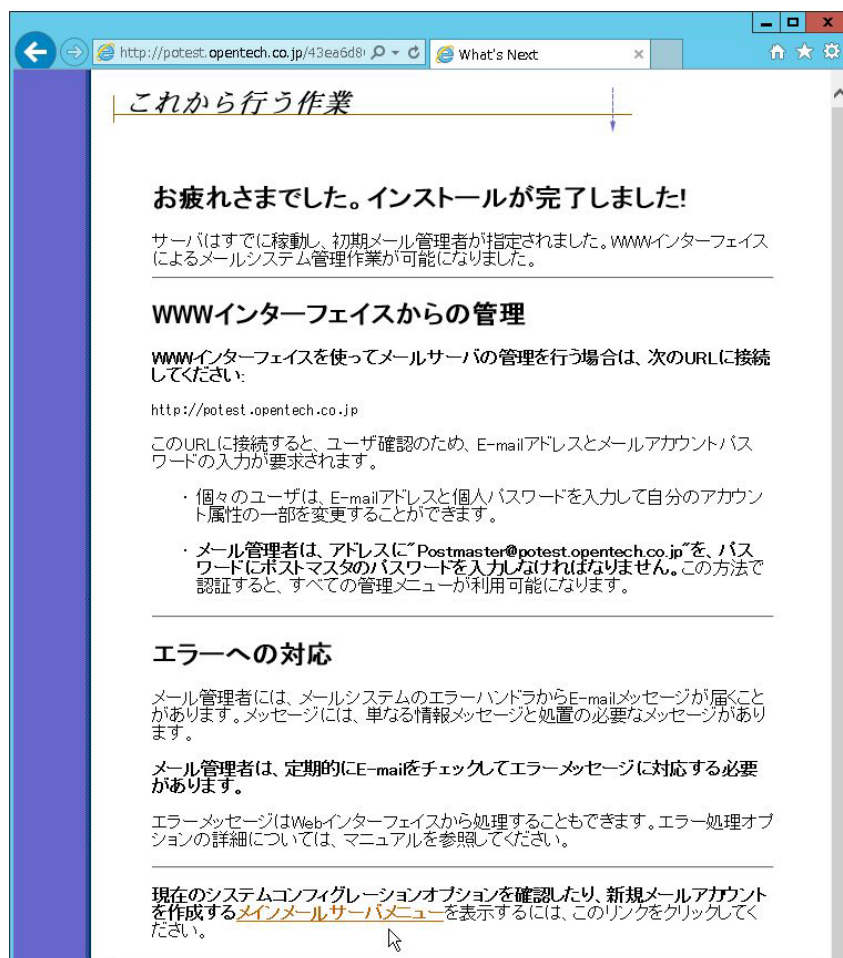 http://potest.opentech.co.jp/43ea6d8
What's Next
これから行う作業
お疲れさまでした。インストールが完了しました!
サーバはすでに稼動し、初期メール管理者が指定されました。WWWインターフェイス
によるメールシステム管理作業が可能になりました。
WWWインターフェイスからの管理
WWWインターフェイスを使ってメールサーバの管理を行う場合は、次のURLに接続
してください:
http://potest.opentech.co.jp
このURLに接続すると、ユーザ確認のため、E-mailアドレスとメールアカウントパス
ワードの入力が要求されます。
・個々のユーザは、E-mailアドレスと個人パスワードを入力して自分のアカウン
ト属性の一部を変更することができます。
・メール管理者は、アドレスに"Postmaster@potest.opentech.co.jp"を、パス
ワードにポストマスタのパスワードを入力しなければなりません。この方法で
認証すると、すべての管理メニューが利用可能になります。
エラーへの対応
メール管理者には、メールシステムのエラーハンドラからE-mailメッセージが届くこと
があります。メッセージには、単なる情報メッセージと処置の必要なメッセージがあり
ます。
メール管理者は、定期的にE-mailをチェックしてエラーメッセージに対応する必要
があります。
エラーメッセージはWebインターフェイスから処理することもできます。エラー処理オプ
ションの詳細については、マニュアルを参照してください。
現在のシステムコンフィグレーションオプションを確認したり、新規メールアカウント
を作成するメインメールサーバメニューを表示するには、このリンクをクリックしてく
ださい。